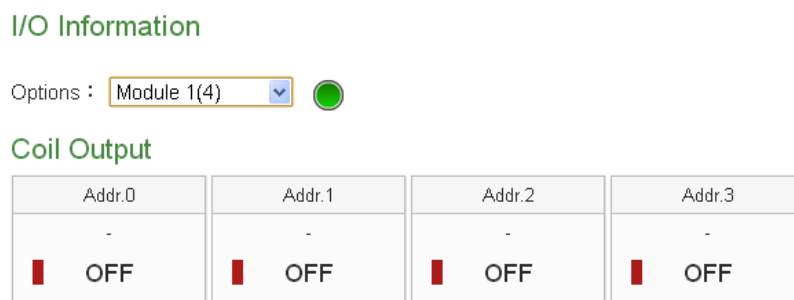 I/O Information
Options： Module 1(4)
Coil Output
Addr.0 Addr.1 Addr.2 Addr.3
- - - -
OFF OFF OFF OFF